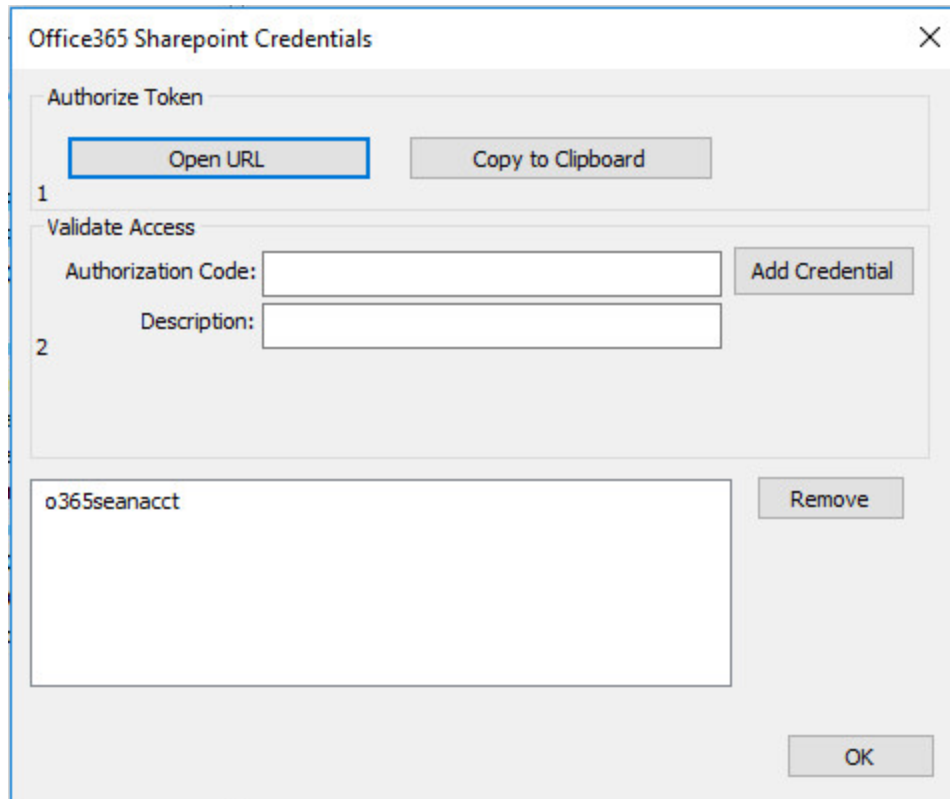 Office365 Sharepoint Credentials
Authorize Token
Open URL Copy to Clipboard
1
Validate Access
Authorization Code: Add Credential
Description:
2
o365seanacct Remove
OK